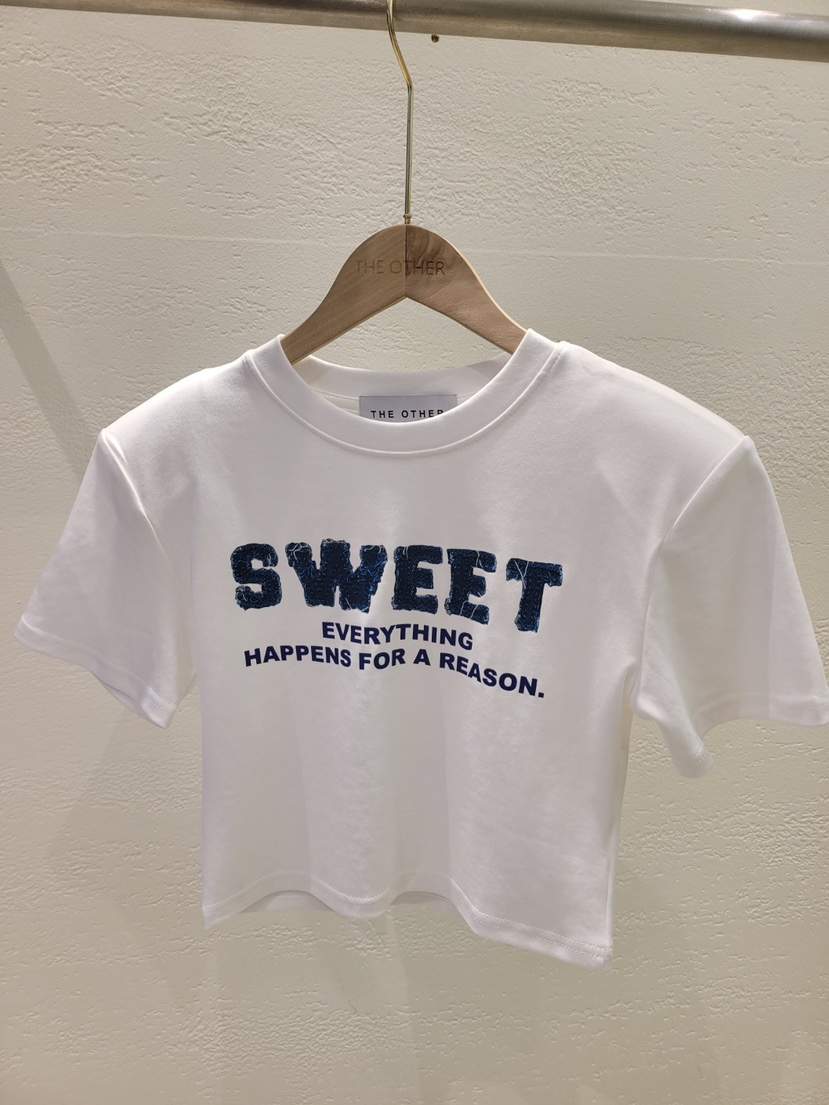 THE OTHER
THE OTHER
SWEET
EVERYTHING
HAPPENS FOR A REASON.